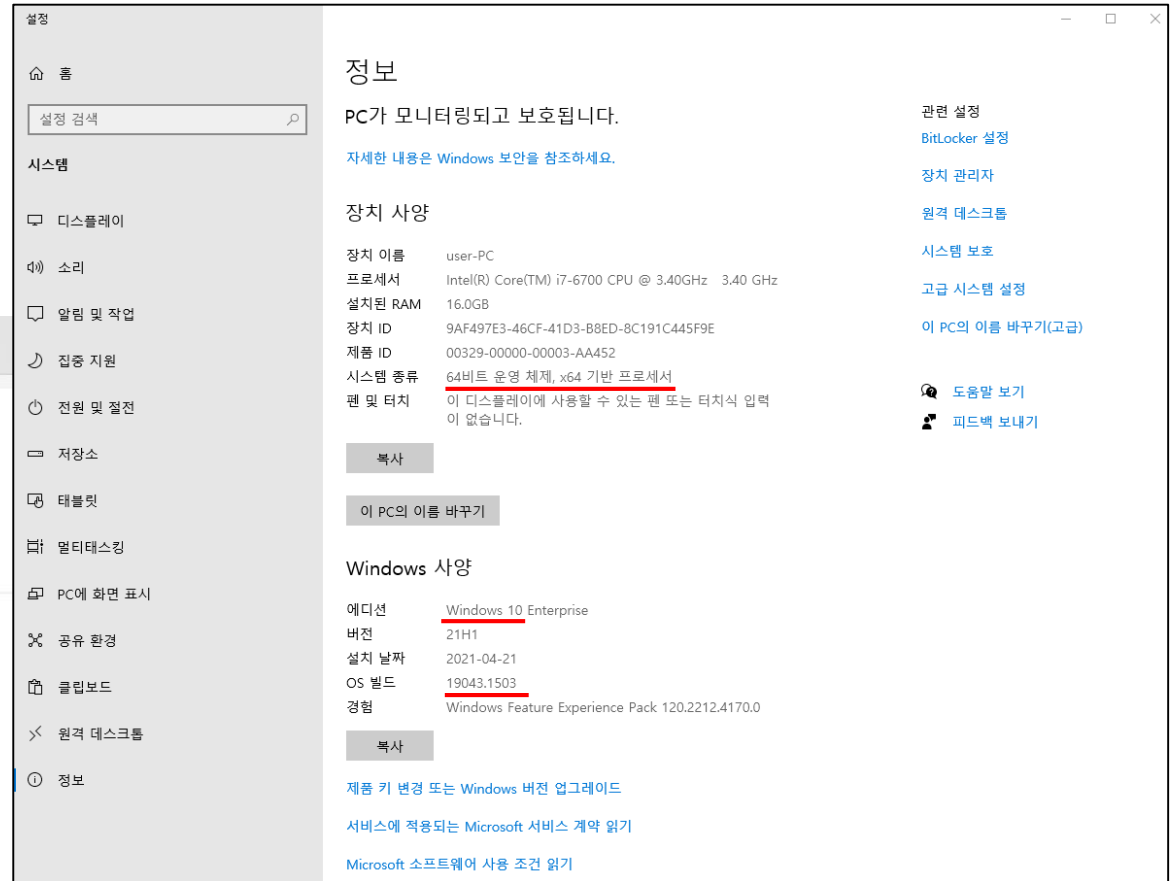 설정
홈
설정 검색
시스템
디스플레이
소리
알림 및 작업
집중 지원
전원 및 절전
저장소
태블릿
멀티태스킹
PC에 화면 표시
공유 환경
클립보드
원격 데스크톱
정보
정보
PC가 모니터링되고 보호됩니다.
자세한 내용은 Windows 보안을 참조하세요.
장치 사양
장치 이름 user-PC
프로세서 Intel(R) Core(TM) i7-6700 CPU @ 3.40GHz 3.40 GHz
설치된 RAM 16.0GB
장치 ID 9AF497E3-46CF-41D3-B8ED-8C191C445F9E
제품 ID 00329-00000-00003-AA452
시스템 종류 64비트 운영 체제, x64 기반 프로세서
펜 및 터치 이 디스플레이에 사용할 수 있는 펜 또는 터치식 입력
이 없습니다.
복사
이 PC의 이름 바꾸기
Windows 사양
에디션 Windows 10 Enterprise
버전 21H1
설치 날짜 2021-04-21
OS 빌드 19043.1503
경험 Windows Feature Experience Pack 120.2212.4170.0
복사
제품 키 변경 또는 Windows 버전 업그레이드
서비스에 적용되는 Microsoft 서비스 계약 읽기
Microsoft 소프트웨어 사용 조건 읽기
관련 설정
BitLocker 설정
장치 관리자
원격 데스크톱
시스템 보호
고급 시스템 설정
이 PC의 이름 바꾸기(고급)
도움말 보기
피드백 보내기